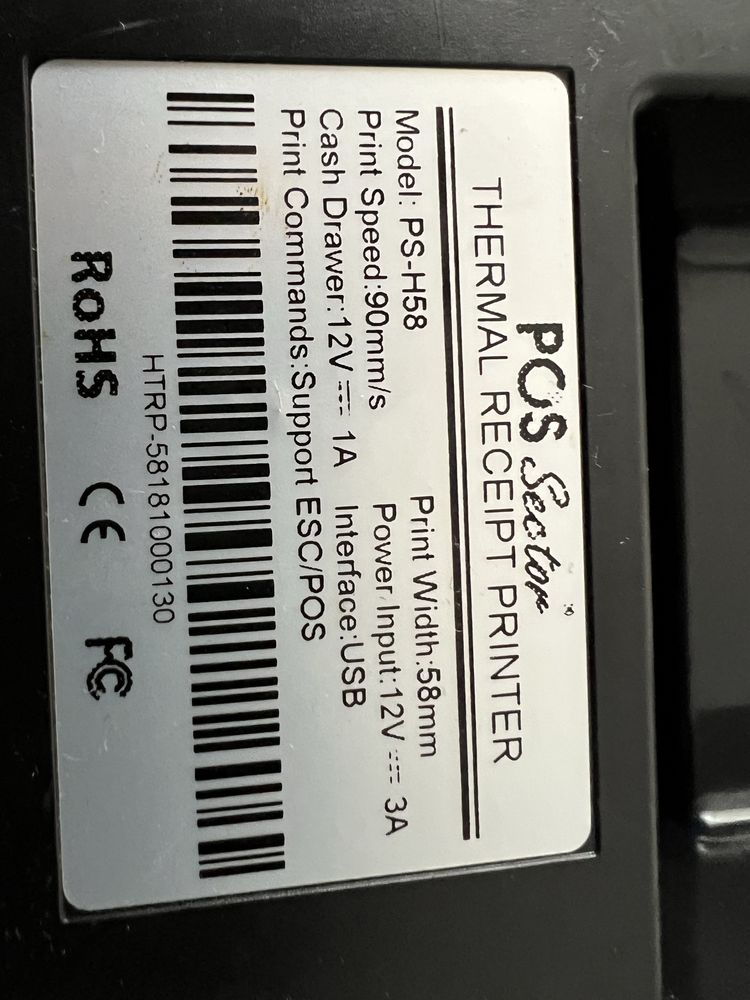 POS Sector
THERMAL RECEIPT PRINTER
Model: PS-H58 Print Width:58mm
Print Speed:90mm/s Power Input:12V⎓3A
Cash Drawer:12V⎓1A Interface:USB
Print Commands:Support ESC/POS
HTRP-58181000130
RoHS CE FC